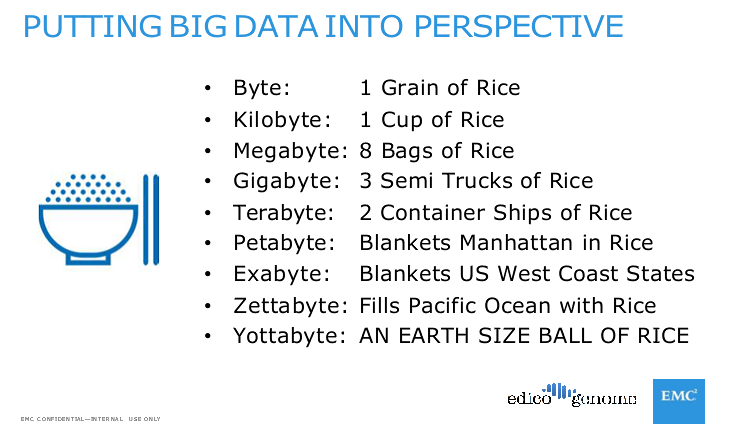 PUTTING BIG DATA INTO PERSPECTIVE
• Byte: 1 Grain of Rice
• Kilobyte: 1 Cup of Rice
• Megabyte: 8 Bags of Rice
• Gigabyte: 3 Semi Trucks of Rice
• Terabyte: 2 Container Ships of Rice
• Petabyte: Blankets Manhattan in Rice
• Exabyte: Blankets US West Coast States
• Zettabyte: Fills Pacific Ocean with Rice
• Yottabyte: AN EARTH SIZE BALL OF RICE
edico genome
EMC²
EMC CONFIDENTIAL—INTERNAL USE ONLY